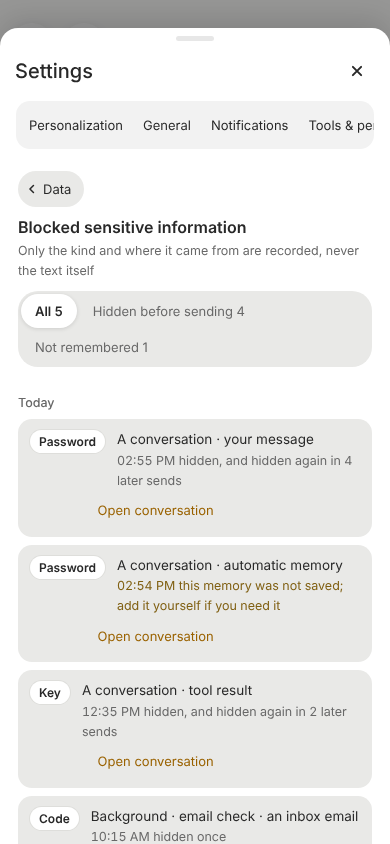 Settings
Personalization General Notifications Tools & per
Data
Blocked sensitive information
Only the kind and where it came from are recorded, never
the text itself
All 5 Hidden before sending 4
Not remembered 1
Today
Password A conversation · your message
02:55 PM hidden, and hidden again in 4
later sends
Open conversation
Password A conversation · automatic memory
02:54 PM this memory was not saved;
add it yourself if you need it
Open conversation
Key A conversation · tool result
12:35 PM hidden, and hidden again in 2 later
sends
Open conversation
Code Background · email check · an inbox email
10:15 AM hidden once